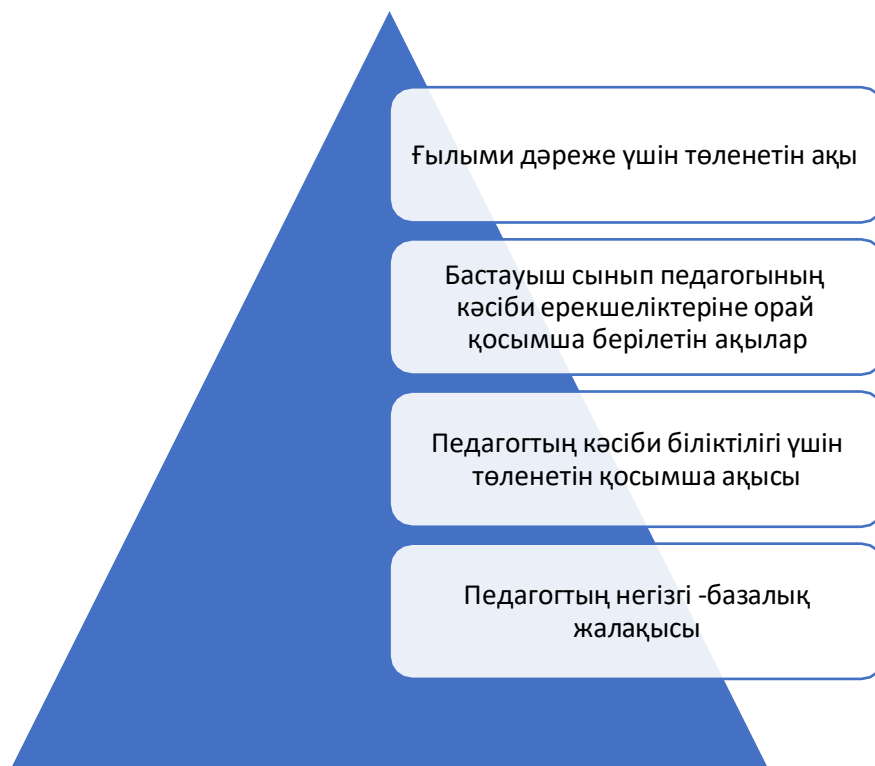 Ғылыми дәреже үшін төленетін ақы
Бастауыш сынып педагогының
кәсіби ерекшеліктеріне орай
қосымша берілетін ақылар
Педагогтың кәсіби біліктілігі үшін
төленетін қосымша ақысы
Педагогтың негізгі -базалық
жалақысы